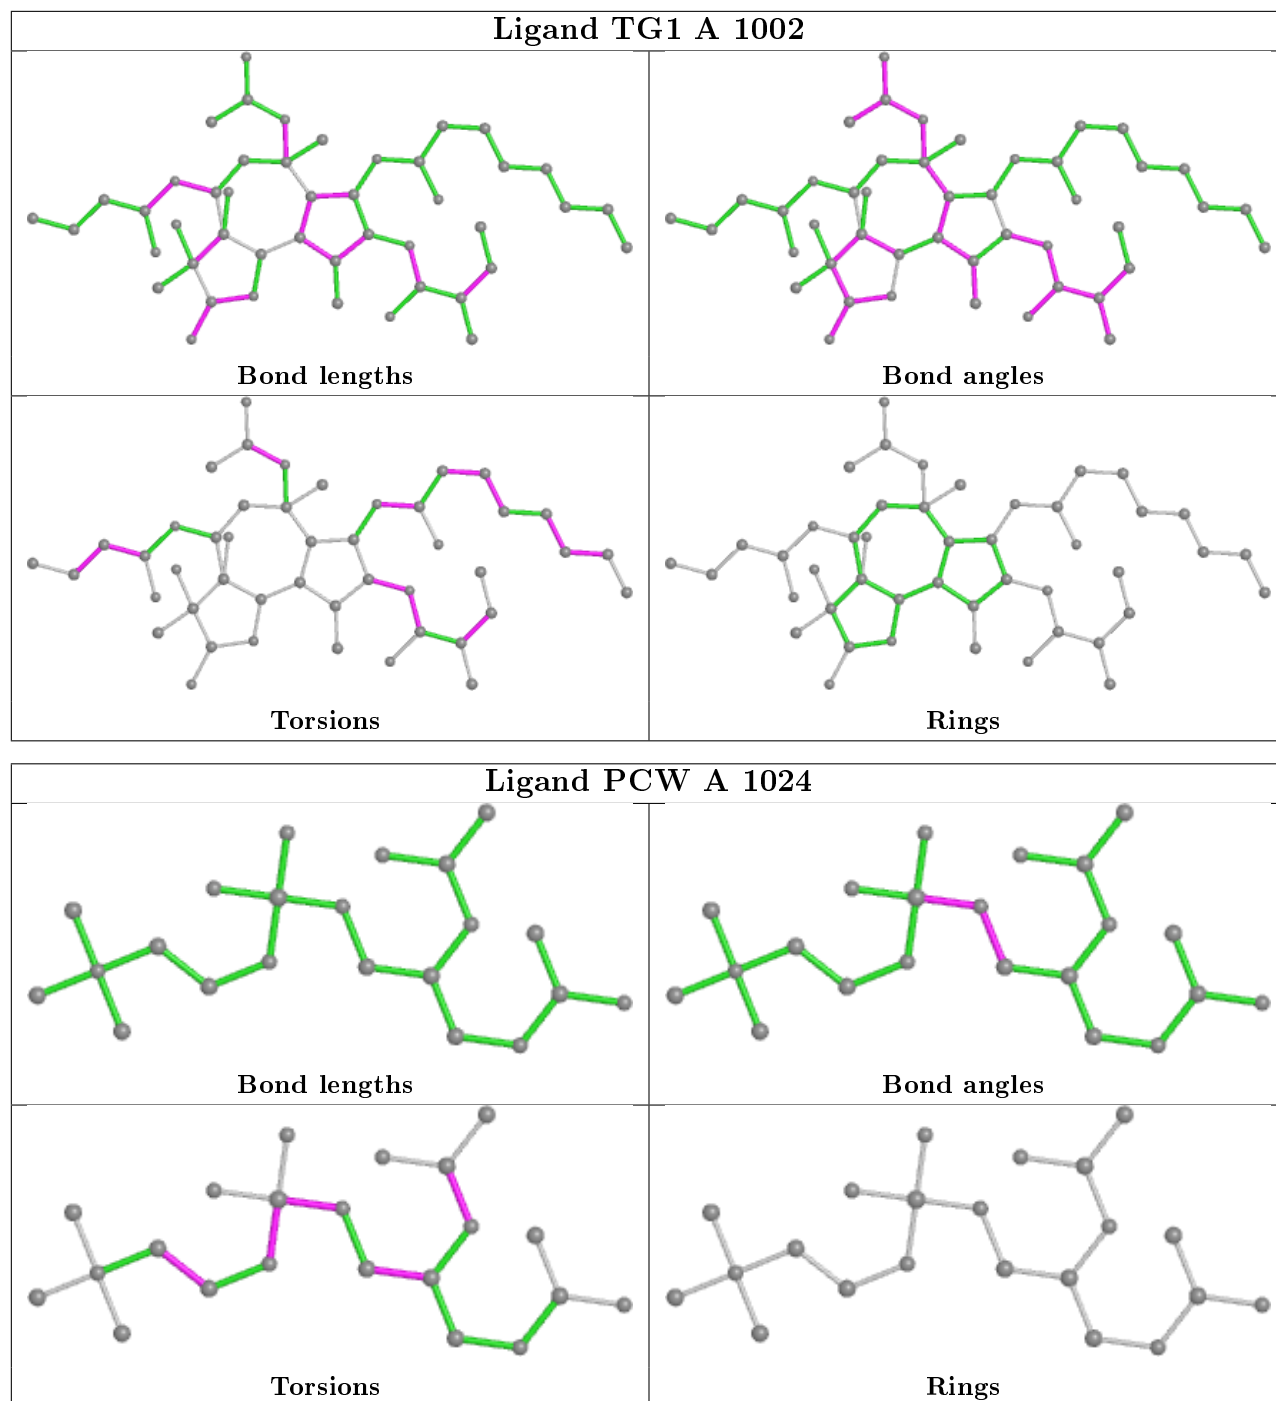 Ligand TG1 A 1002
Bond lengths
Bond angles
Torsions
Rings
Ligand PCW A 1024
Bond lengths
Bond angles
Torsions
Rings